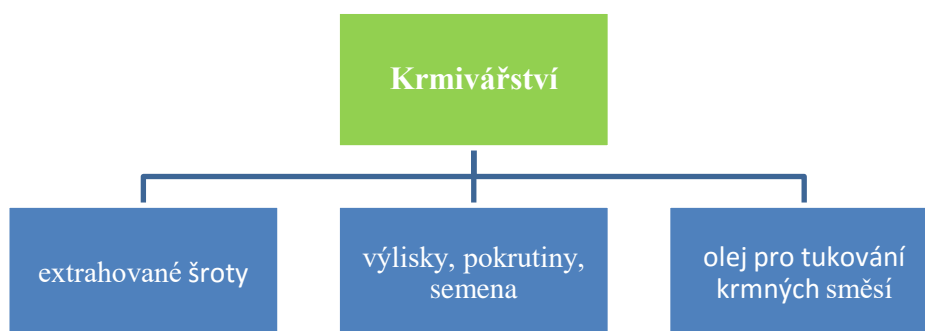 Krmivářství
extrahované šroty
výlisky, pokrutiny,
semena
olej pro tukování
krmných směsí